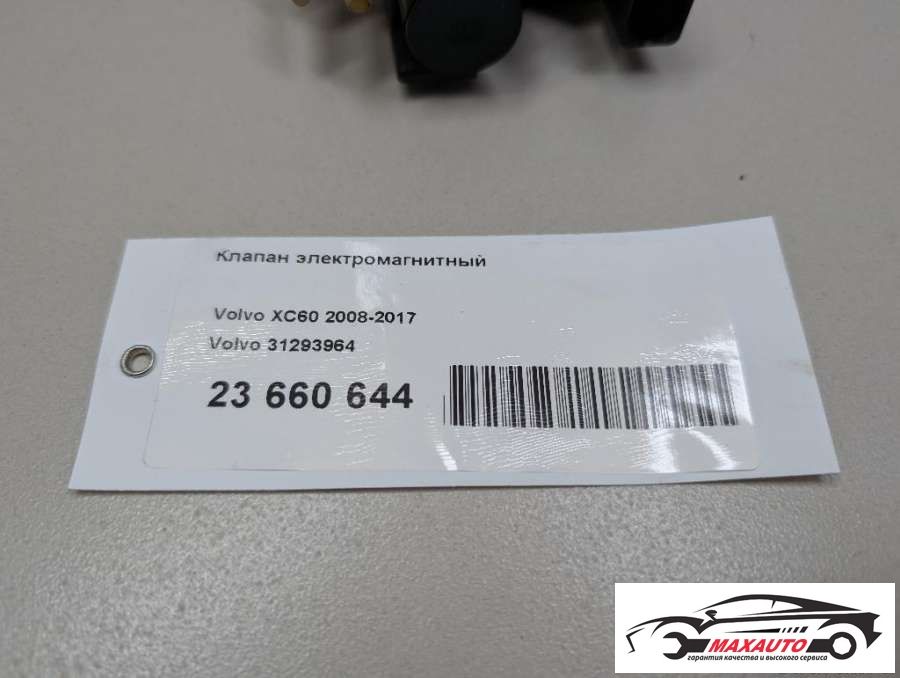 Клапан электромагнитный
Volvo XC60 2008-2017
Volvo 31293964
23 660 644
MAXAUTO
гарантия качества и высокого сервиса